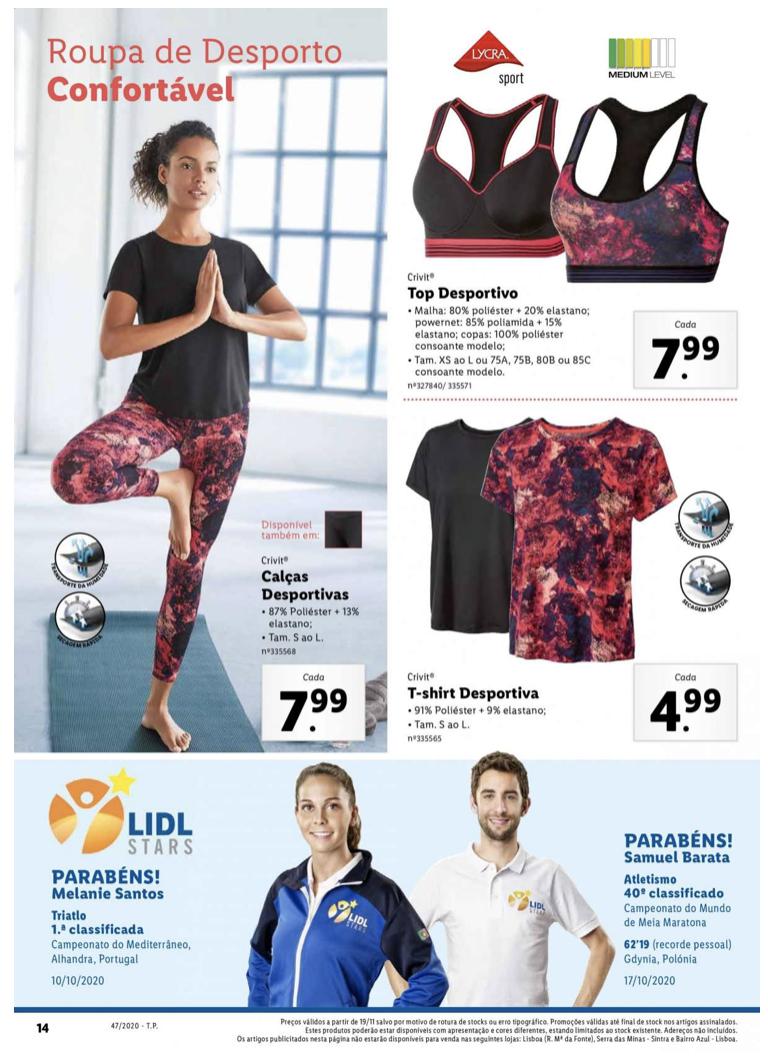 Roupa de Desporto
Confortável
LYCRA®
sport
MEDIUM LEVEL
Crivit®
Top Desportivo
• Malha: 80% poliéster + 20% elastano;
powernet: 85% poliamida + 15%
elastano; copas: 100% poliéster
consoante modelo;
• Tam. XS ao L ou 75A, 75B, 80B ou 85C
consoante modelo.
nº327840/ 335571
Cada
7.99
Disponível
também em:
Crivit®
Calças
Desportivas
• 87% Poliéster + 13%
elastano;
• Tam. S ao L.
nº335568
Cada
7.99
TRANSPORTE DA HUMIDADE
SECAGEM RÁPIDA
TRANSPORTE DA HUMIDADE
SECAGEM RÁPIDA
Crivit®
T-shirt Desportiva
• 91% Poliéster + 9% elastano;
• Tam. S ao L.
nº335565
Cada
4.99
LIDL
STARS
PARABÉNS!
Melanie Santos
Triatlo
1.ª classificada
Campeonato do Mediterrâneo,
Alhandra, Portugal
10/10/2020
LIDL
STARS
LIDL
STARS
PARABÉNS!
Samuel Barata
Atletismo
40º classificado
Campeonato do Mundo
de Meia Maratona
62'19 (recorde pessoal)
Gdynia, Polónia
17/10/2020
14
47/2020 - T.P.
Preços válidos a partir de 19/11 salvo por motivo de rotura de stocks ou erro tipográfico. Promoções válidas até final de stock nos artigos assinalados.
Estes produtos poderão estar disponíveis com apresentação e cores diferentes, estando limitados ao stock existente. Adereços não incluídos.
Os artigos publicitados nesta página não estarão disponíveis para venda nas seguintes lojas: Lisboa (R. Mª da Fonte), Serra das Minas - Sintra e Bairro Azul - Lisboa.